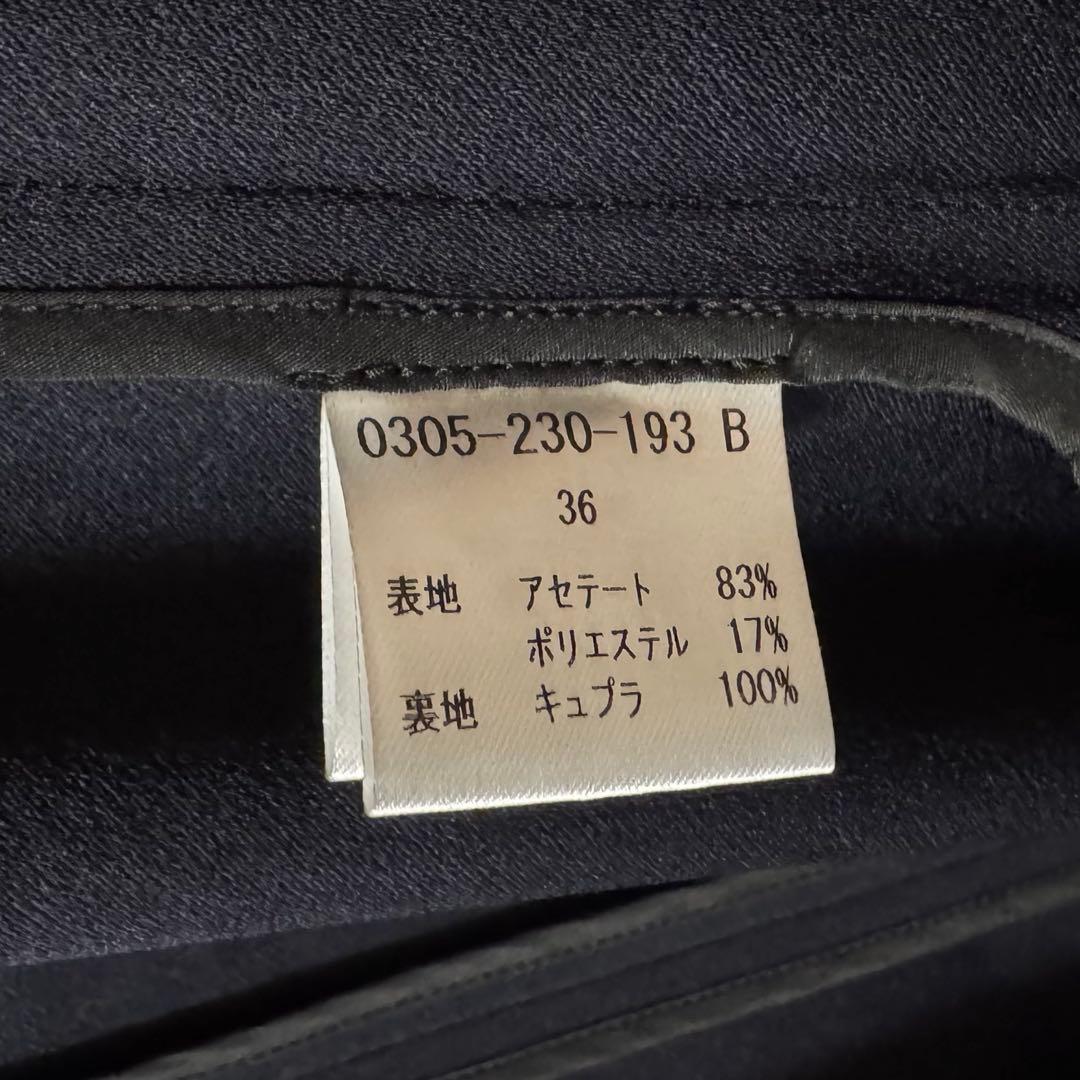 0305-230-193 B
36
表地 アセテート 83%
ポリエステル 17%
裏地 キュプラ 100%